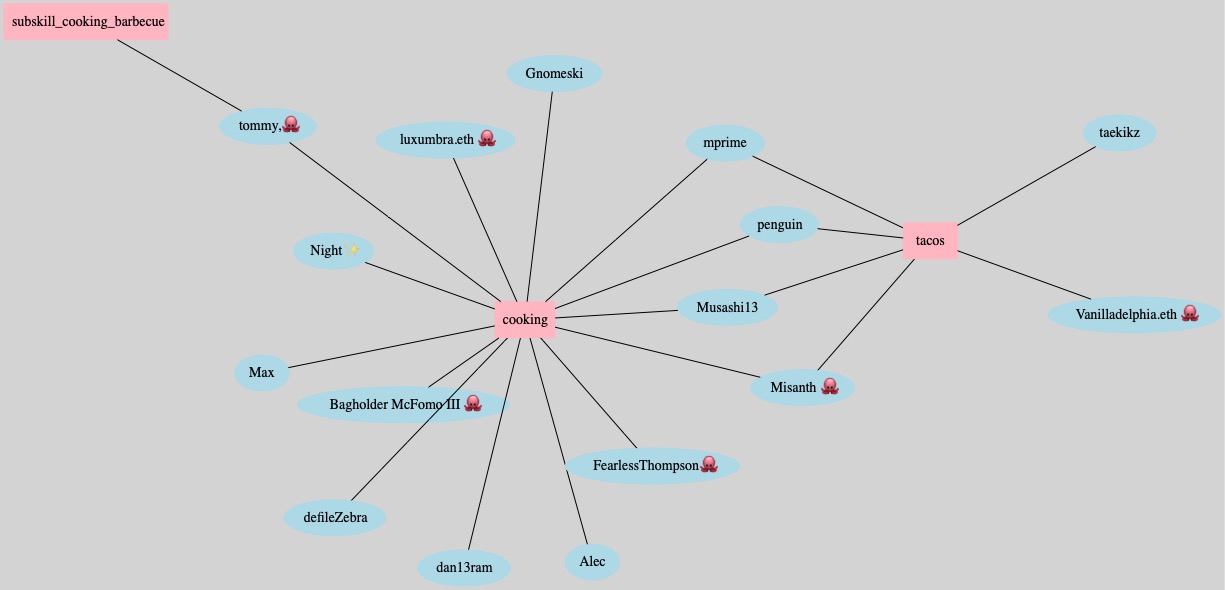 subskill_cooking_barbecue
Gnomeski
tommy,🐙
luxumbra.eth 🐙
mprime
taekikz
penguin
tacos
Night✨
Musashi13
Vanilladelphia.eth 🐙
cooking
Max
Misanth 🐙
Bagholder McFomo III 🐙
FearlessThompson🐙
defileZebra
dan13ram
Alec